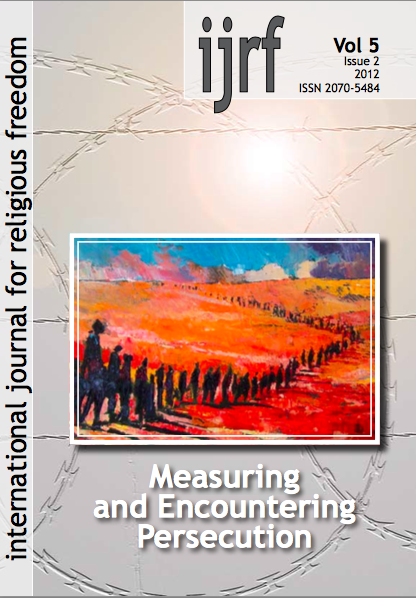 ijrf
Vol 5
Issue 2
2012
ISSN 2070-5484
international journal for religious freedom
Measuring
and Encountering
Persecution